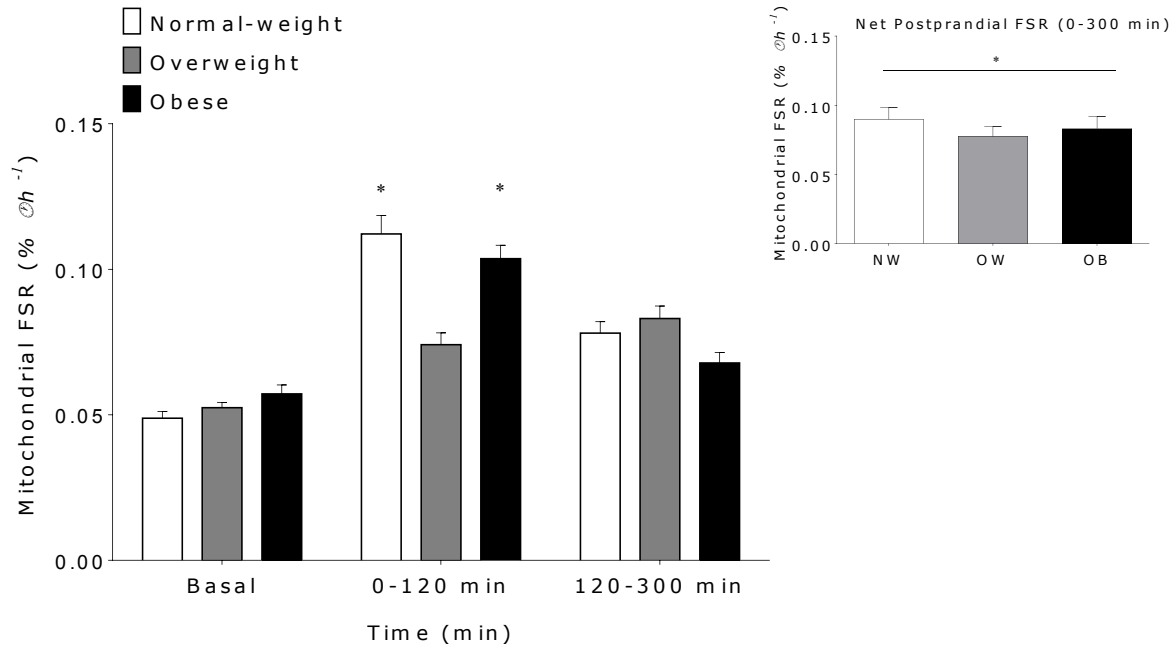 Normal-weight
Overweight
Obese
Mitochondrial FSR (% ⏲h -1)
0.15
0.10
0.05
0.00
*
*
Basal
0-120 min
120-300 min
Time (min)
Net Postprandial FSR (0-300 min)
Mitochondrial FSR (% ⏲h -1)
0.15
0.10
0.05
0.00
*
NW
OW
OB